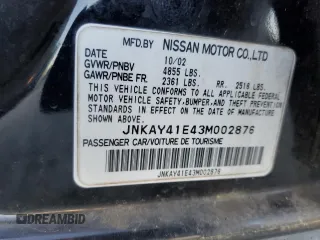 MFD.BY NISSAN MOTOR CO.,LTD
DATE 10/02
GVWR/PNBV 4855 LBS.
GAWR/PNBE FR. 2361 LBS. RR. 2516 LBS.
THIS VEHICLE CONFORMS TO ALL APPLICABLE FEDERAL
MOTOR VEHICLE SAFETY,BUMPER,AND THEFT PREVENTION
STANDARDS IN EFFECT ON THE DATE OF MANUFACTURE
SHOWN ABOVE.
JNKAY41E43M002876
PASSENGER CAR/VOITURE DE TOURISME
JNKAY41E43M002876